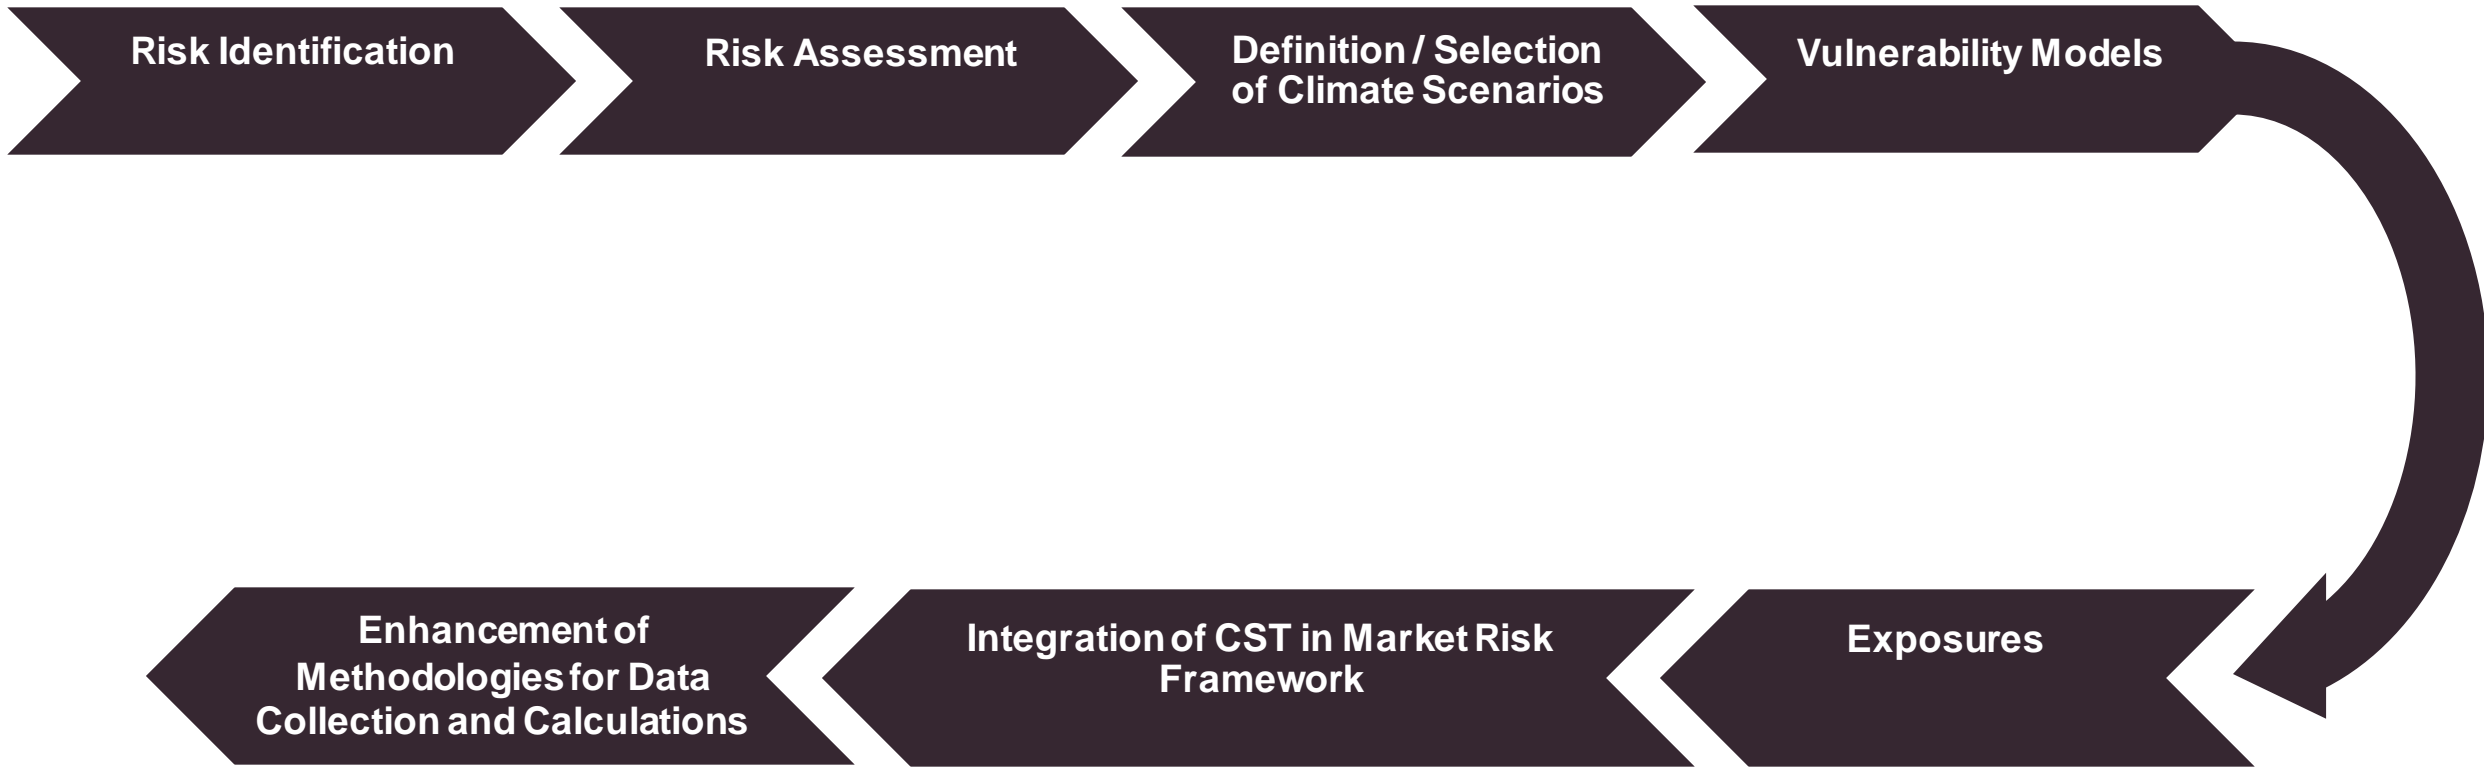 Risk Identification
Risk Assessment
Definition / Selection
of Climate Scenarios
Vulnerability Models
Exposures
Integration of CST in Market Risk
Framework
Enhancement of
Methodologies for Data
Collection and Calculations